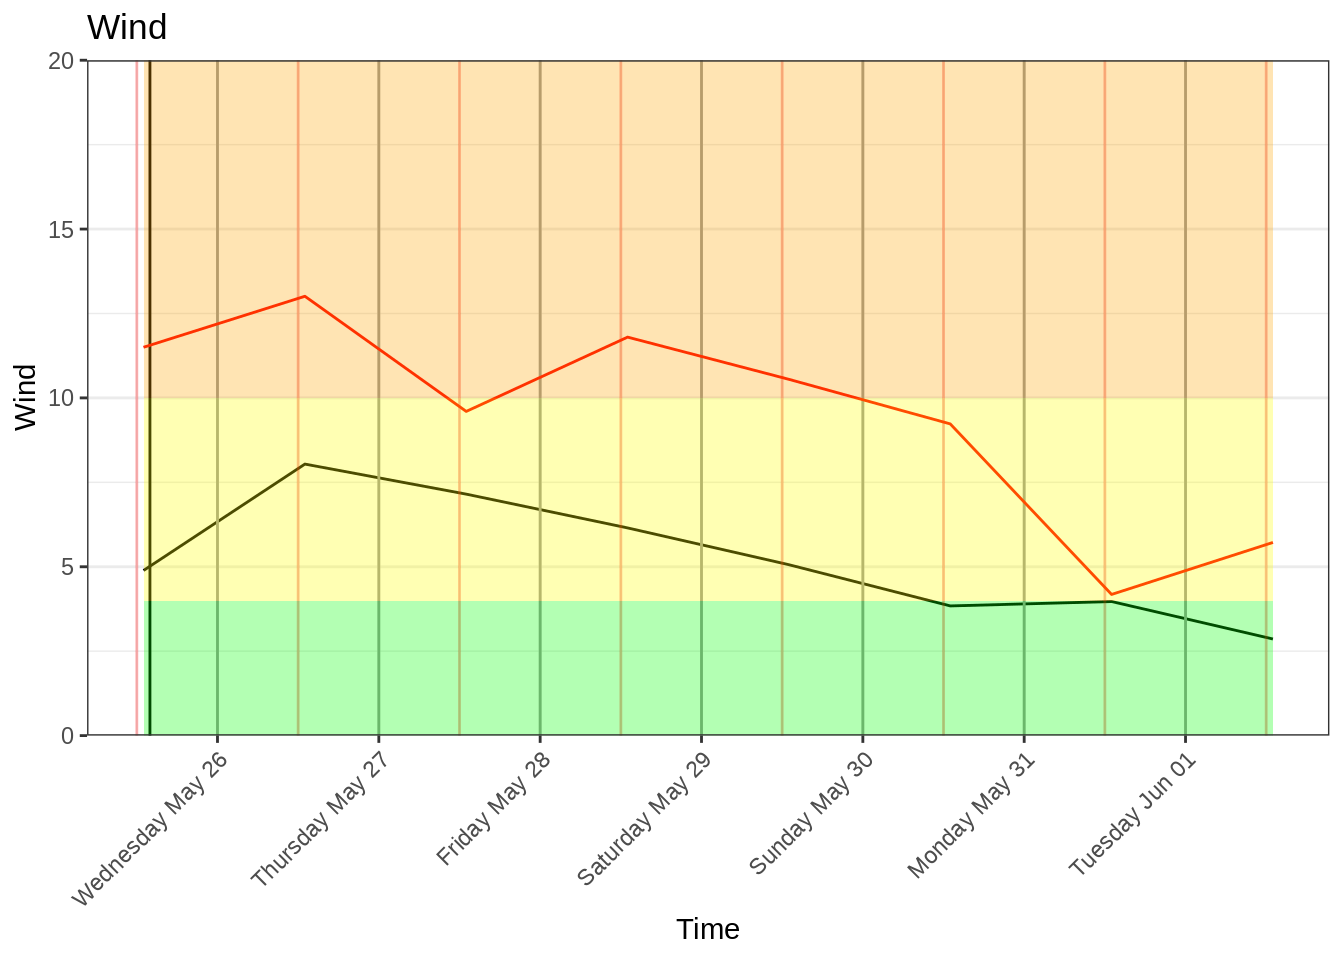 Wind
20
15
10
5
0
Wind
Wednesday May 26
Thursday May 27
Friday May 28
Saturday May 29
Sunday May 30
Monday May 31
Tuesday Jun 01
Time